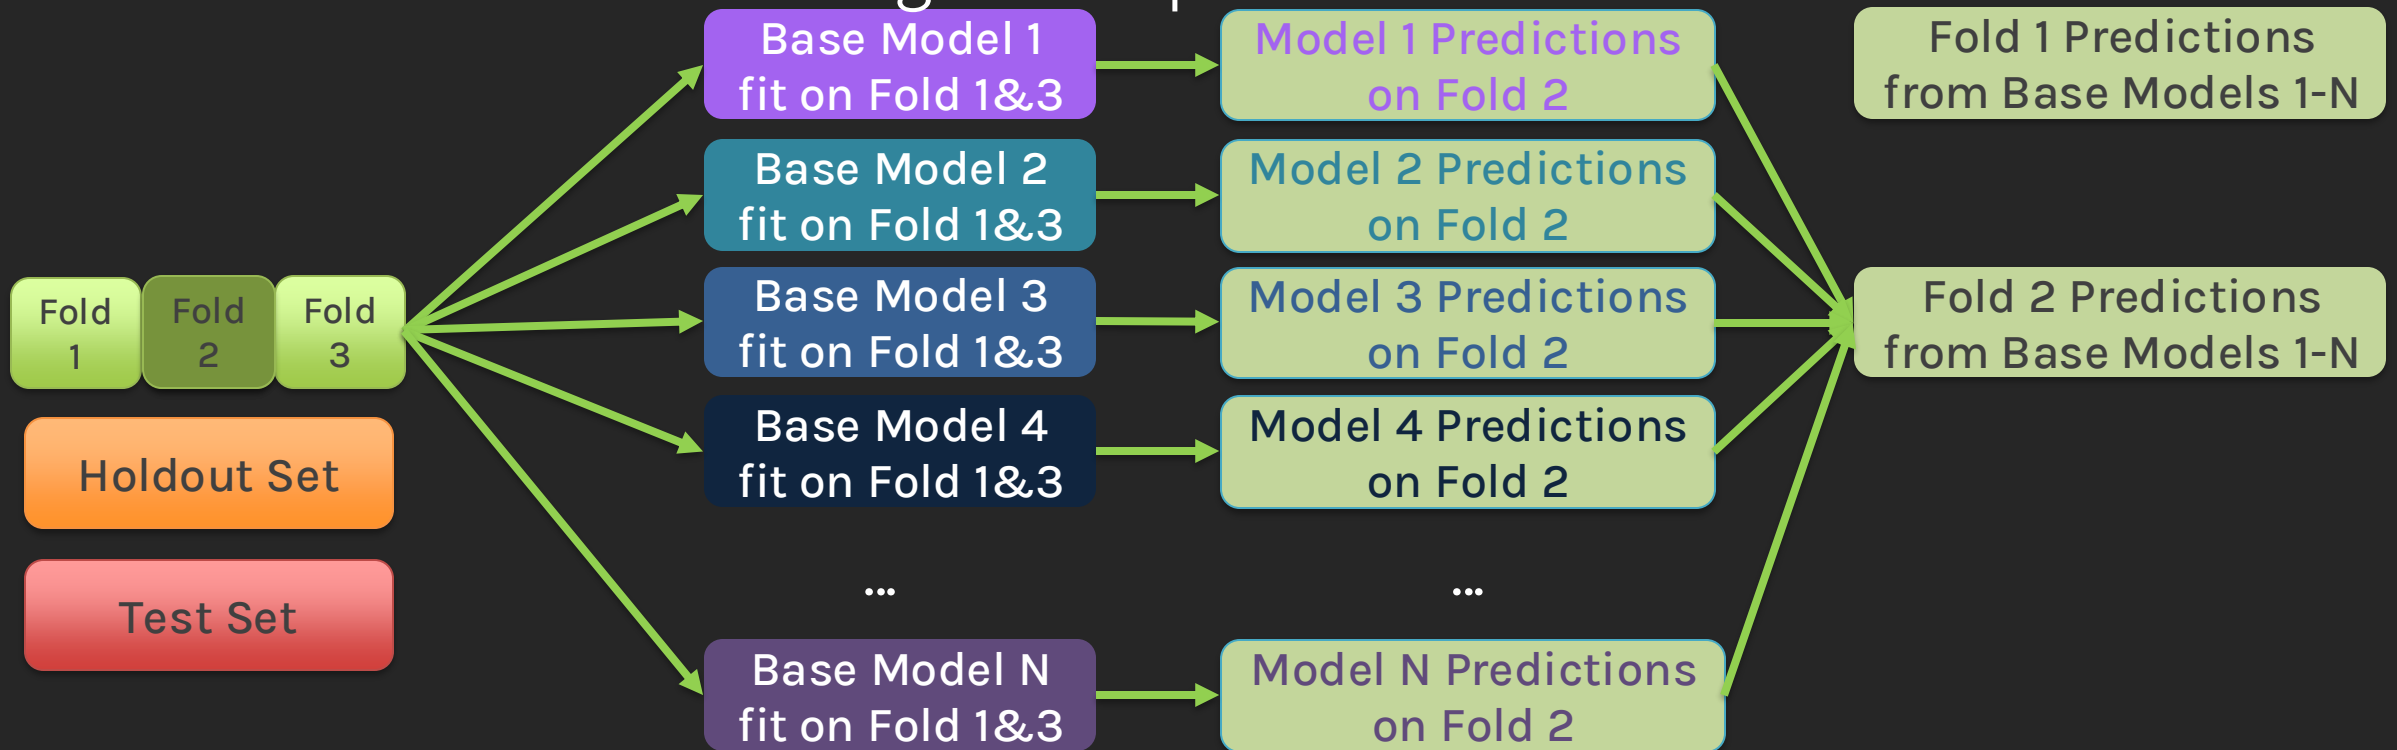 Base Model 1
fit on Fold 1&3
Model 1 Predictions
on Fold 2
Fold 1 Predictions
from Base Models 1-N
Base Model 2
fit on Fold 1&3
Model 2 Predictions
on Fold 2
Fold
1
Fold
2
Fold
3
Base Model 3
fit on Fold 1&3
Model 3 Predictions
on Fold 2
Fold 2 Predictions
from Base Models 1-N
Holdout Set
Base Model 4
fit on Fold 1&3
Model 4 Predictions
on Fold 2
Test Set
...
...
Base Model N
fit on Fold 1&3
Model N Predictions
on Fold 2